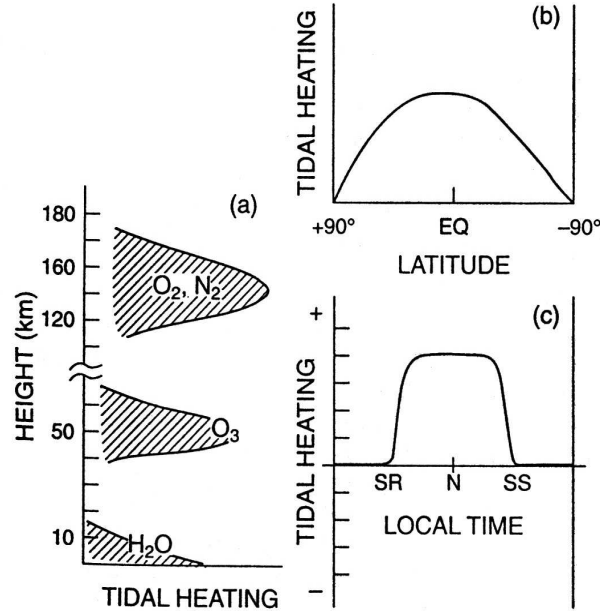 (a)
180
160
140
120
50
10
HEIGHT (km)
O2, N2
O3
H2O
TIDAL HEATING
(b)
TIDAL HEATING
+90°
EQ
−90°
LATITUDE
(c)
+
TIDAL HEATING
SR
N
SS
LOCAL TIME
−